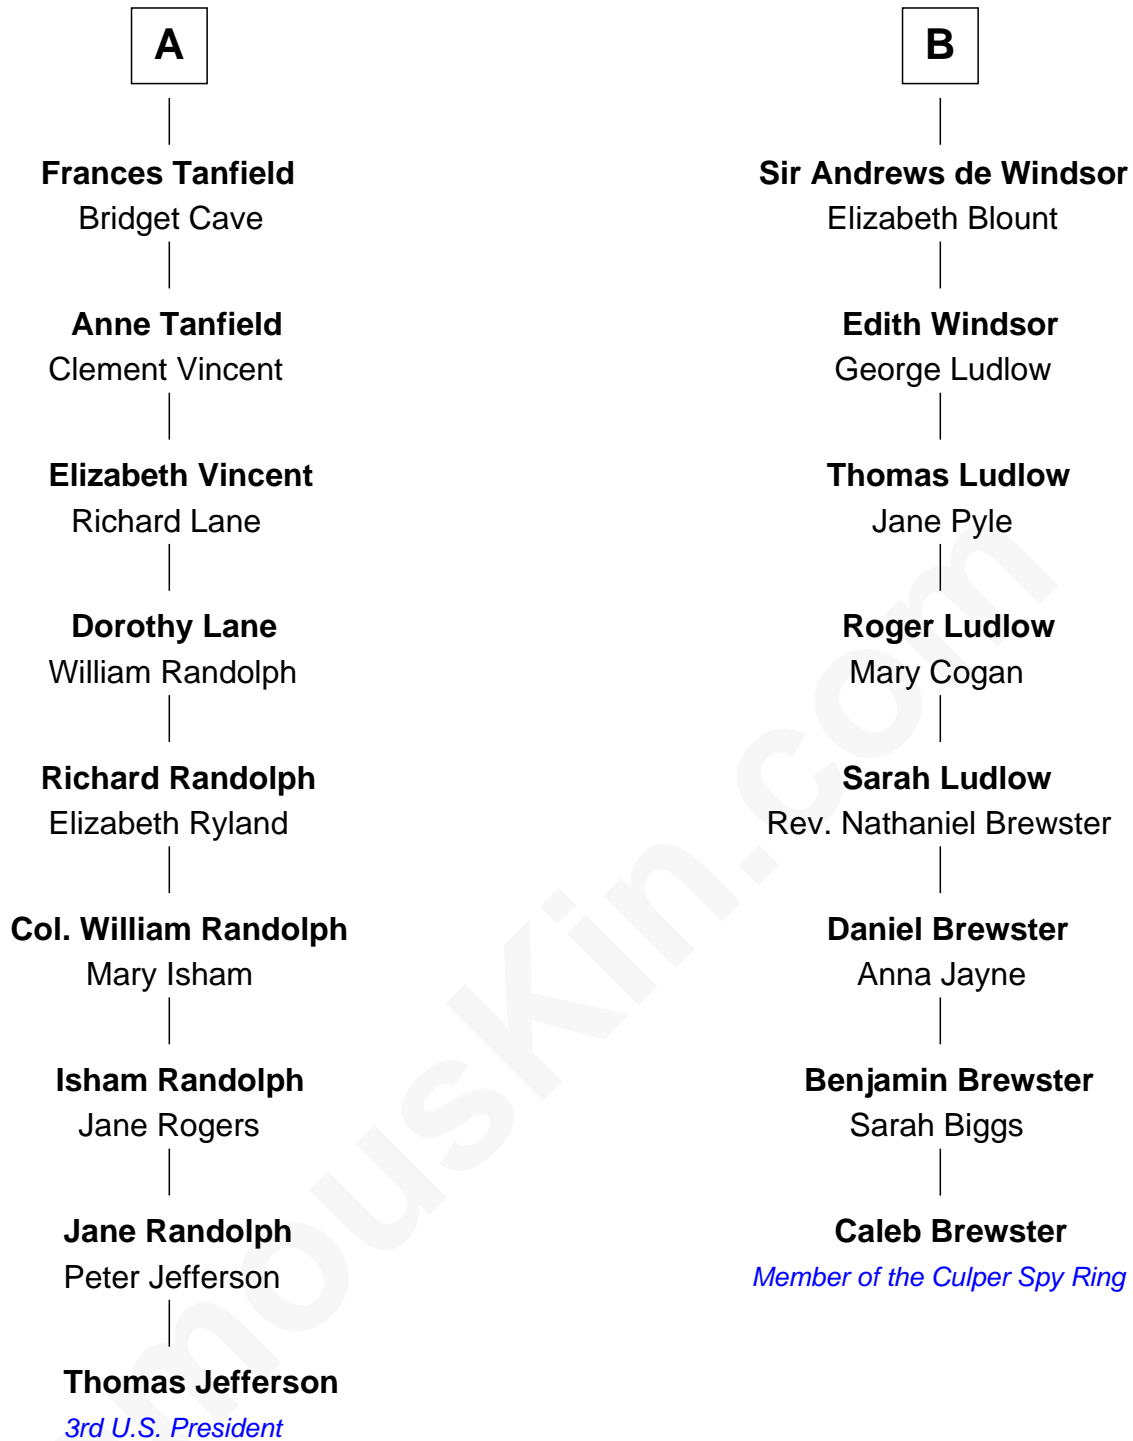 A
Frances Tanfield
Bridget Cave
Anne Tanfield
Clement Vincent
Elizabeth Vincent
Richard Lane
Dorothy Lane
William Randolph
Richard Randolph
Elizabeth Ryland
Col. William Randolph
Mary Isham
Isham Randolph
Jane Rogers
Jane Randolph
Peter Jefferson
Thomas Jefferson
3rd U.S. President
B
Sir Andrews de Windsor
Elizabeth Blount
Edith Windsor
George Ludlow
Thomas Ludlow
Jane Pyle
Roger Ludlow
Mary Cogan
Sarah Ludlow
Rev. Nathaniel Brewster
Daniel Brewster
Anna Jayne
Benjamin Brewster
Sarah Biggs
Caleb Brewster
Member of the Culper Spy Ring
mousKin.com